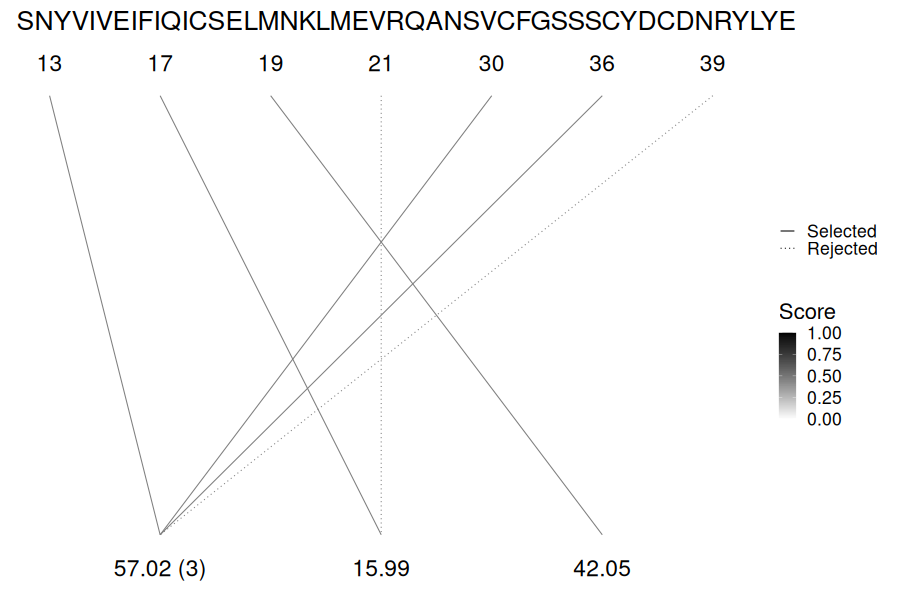 SNYVIVEIFIQICSELMNKLMEVRQANSVCFGSSSCYDCDNRYLYE
13 17 19 21 30 36 39
Selected
Rejected
Score
1.00
0.75
0.50
0.25
0.00
57.02 (3) 15.99 42.05